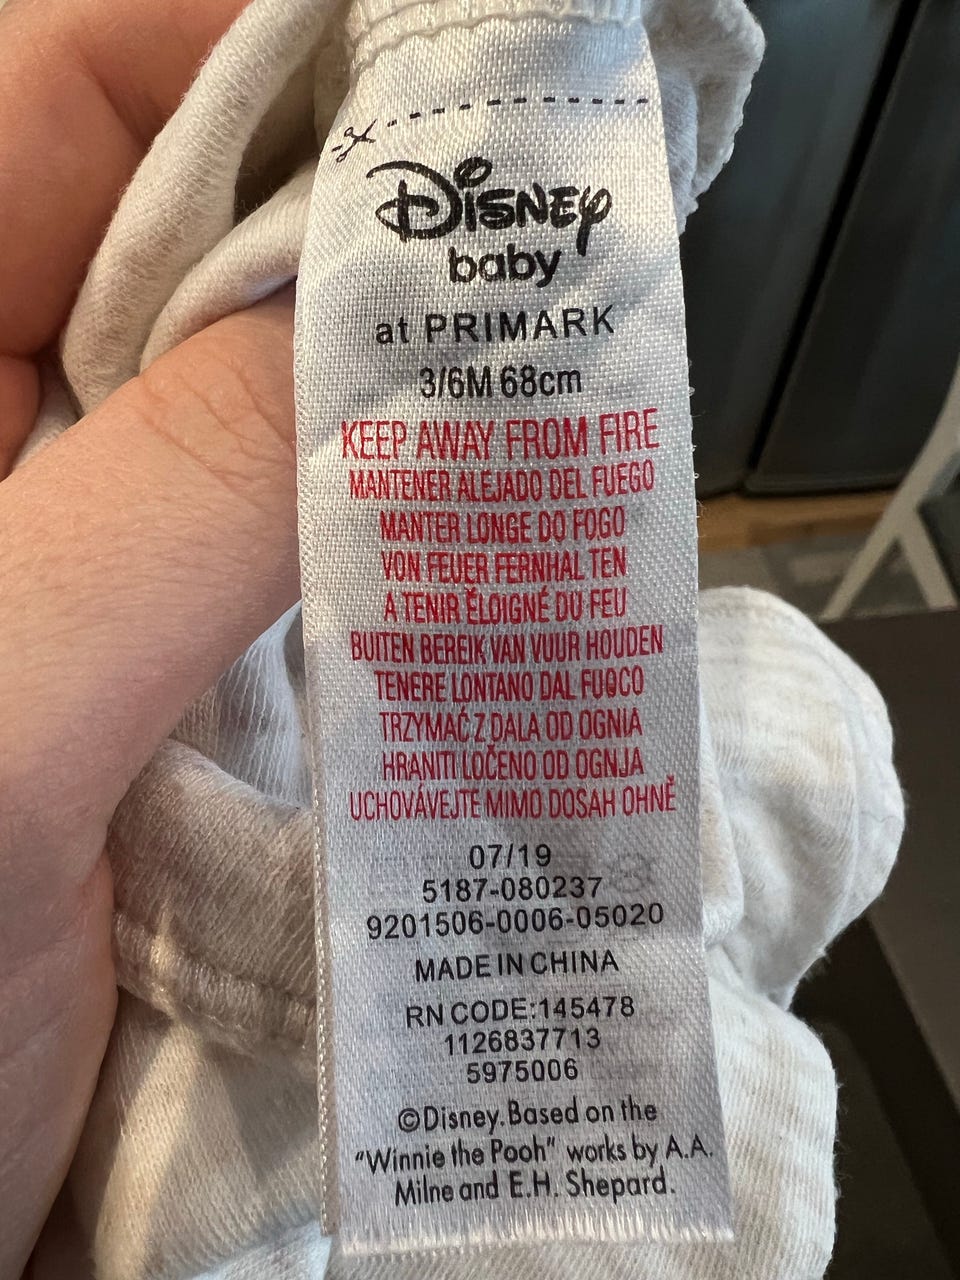 Disney
baby
at PRIMARK
3/6M 68cm
KEEP AWAY FROM FIRE
MANTENER ALEJADO DEL FUEGO
MANTER LONGE DO FOGO
VON FEUER FERNHALTEN
A TENIR ÉLOIGNÉ DU FEU
BUITEN BEREIK VAN VUUR HOUDEN
TENERE LONTANO DAL FUOCO
TRZYMAĆ Z DALA OD OGNIA
HRANITI LOČENO OD OGNJA
UCHOVÁVEJTE MIMO DOSAH OHNĚ
07/19
5187-080237
9201506-0006-05020
MADE IN CHINA
RN CODE:145478
1126837713
5975006
©Disney. Based on the
"Winnie the Pooh" works by A.A.
Milne and E.H. Shepard.